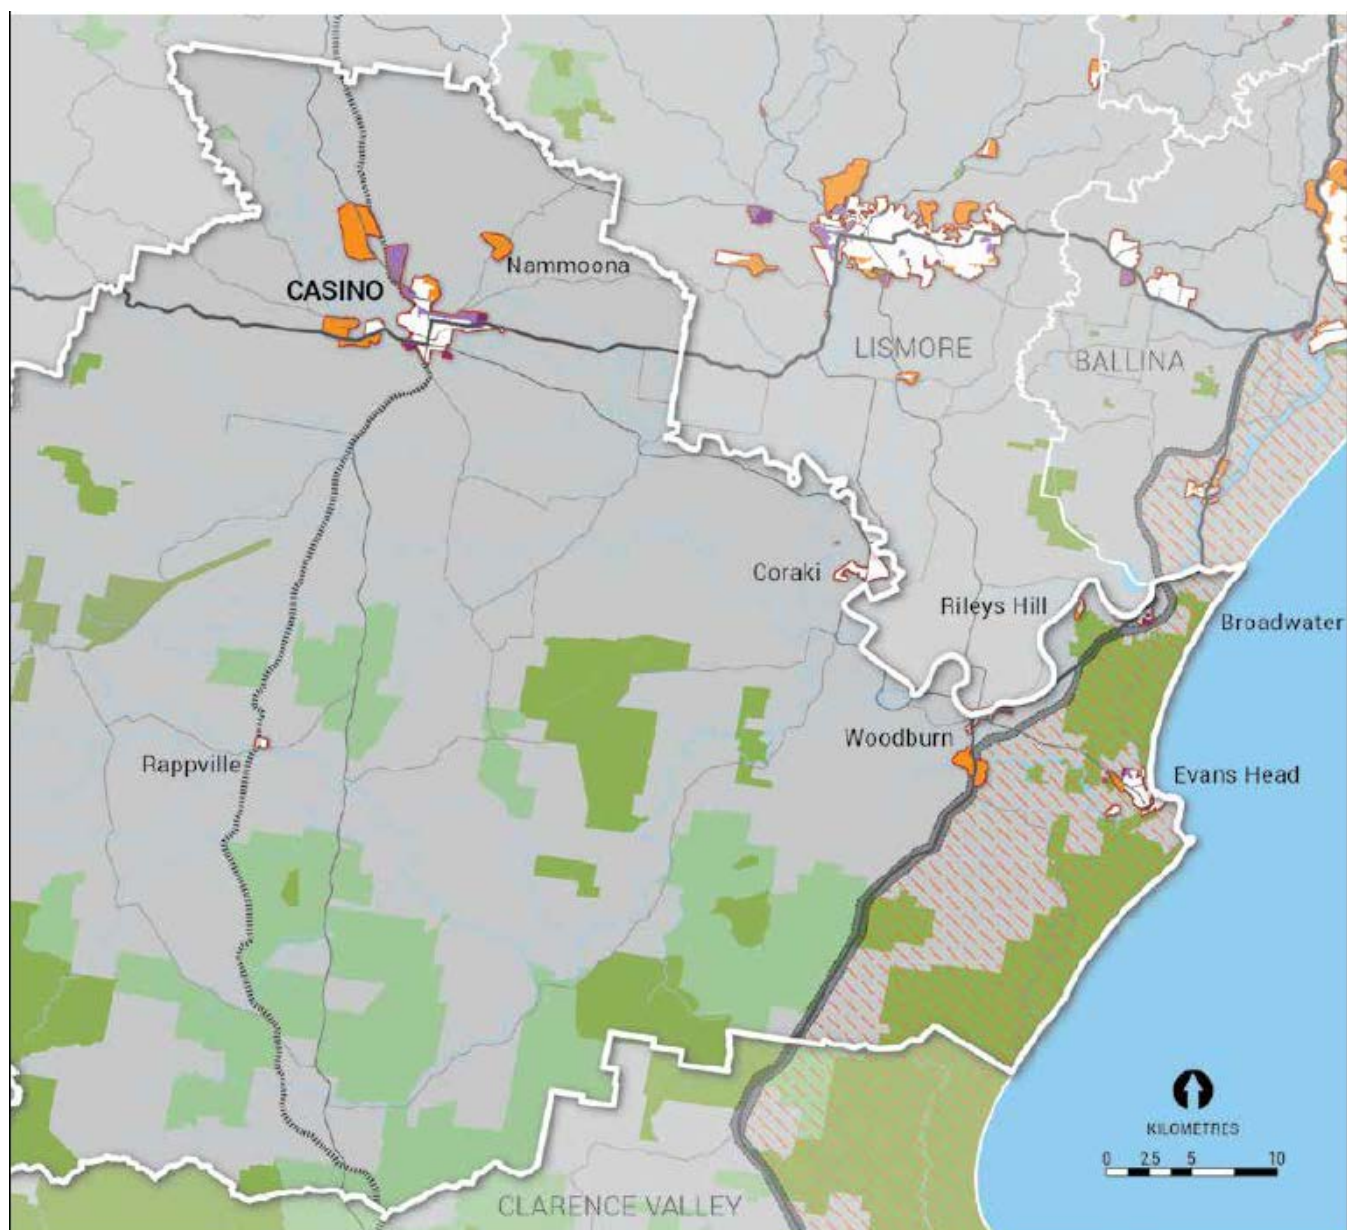 Nammoona
CASINO
LISMORE
BALLINA
Coraki
Rileys Hill
Broadwater
Woodburn
Rappville
Evans Head
KILOMETRES
0 2.5 5 10
CLARENCE VALLEY